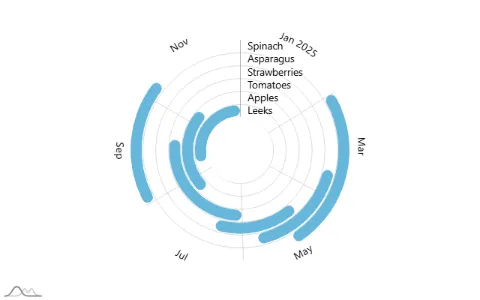 Jan 2025
Mar
May
Jul
Sep
Nov
Spinach
Asparagus
Strawberries
Tomatoes
Apples
Leeks